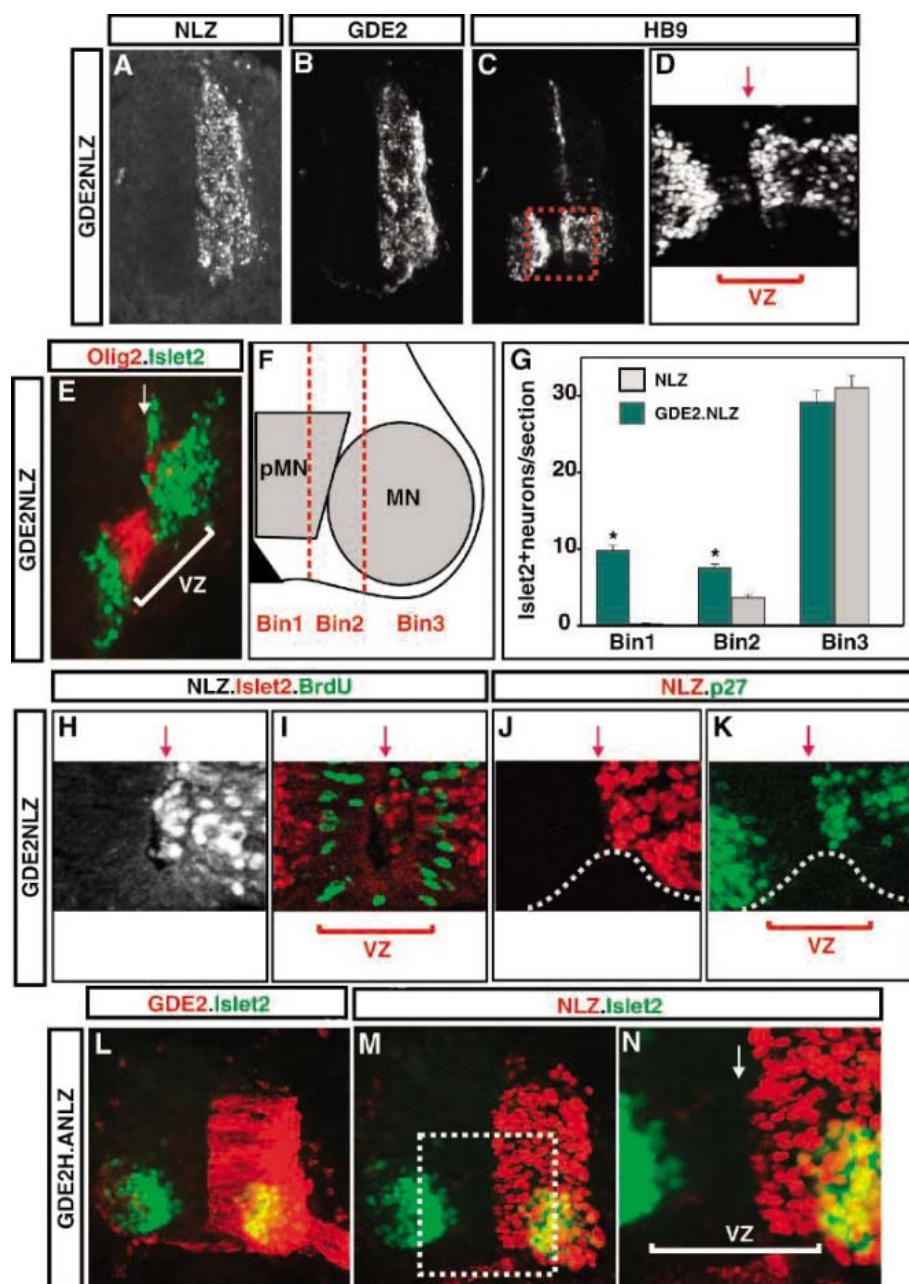 NLZ GDE2 HB9
GDE2NLZ
A B C D
VZ
Olig2.Islet2
GDE2NLZ
E F G
VZ
pMN MN
Bin1 Bin2 Bin3
Islet2+neurons/section
30
20
10
0
NLZ
GDE2.NLZ
* *
Bin1 Bin2 Bin3
NLZ.Islet2.BrdU NLZ.p27
GDE2NLZ
H I J K
VZ VZ
GDE2.Islet2 NLZ.Islet2
GDE2H.ANLZ
L M N
VZ